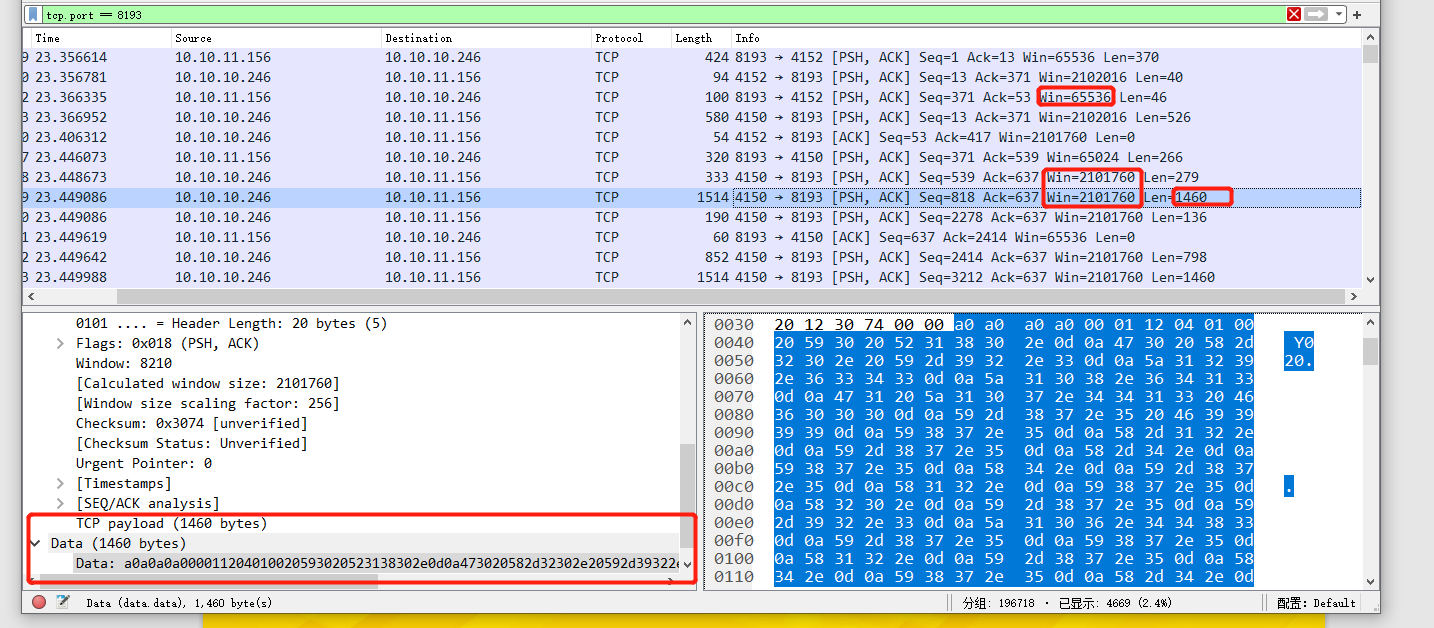 tcp.port == 8193
Time Source Destination Protocol Length Info
9 23.356614 10.10.11.156 10.10.10.246 TCP 424 8193 → 4152 [PSH, ACK] Seq=1 Ack=13 Win=65536 Len=370
0 23.356781 10.10.10.246 10.10.11.156 TCP 94 4152 → 8193 [PSH, ACK] Seq=13 Ack=371 Win=2102016 Len=40
2 23.366335 10.10.11.156 10.10.10.246 TCP 100 8193 → 4152 [PSH, ACK] Seq=371 Ack=53 Win=65536 Len=46
3 23.366952 10.10.10.246 10.10.11.156 TCP 580 4150 → 8193 [PSH, ACK] Seq=13 Ack=371 Win=2102016 Len=526
0 23.406312 10.10.10.246 10.10.11.156 TCP 54 4152 → 8193 [ACK] Seq=53 Ack=417 Win=2101760 Len=0
7 23.446073 10.10.11.156 10.10.10.246 TCP 320 8193 → 4150 [PSH, ACK] Seq=371 Ack=539 Win=65024 Len=266
8 23.448673 10.10.10.246 10.10.11.156 TCP 333 4150 → 8193 [PSH, ACK] Seq=539 Ack=637 Win=2101760 Len=279
9 23.449086 10.10.10.246 10.10.11.156 TCP 1514 4150 → 8193 [PSH, ACK] Seq=818 Ack=637 Win=2101760 Len=1460
0 23.449086 10.10.10.246 10.10.11.156 TCP 190 4150 → 8193 [PSH, ACK] Seq=2278 Ack=637 Win=2101760 Len=136
1 23.449619 10.10.11.156 10.10.10.246 TCP 60 8193 → 4150 [ACK] Seq=637 Ack=2414 Win=65536 Len=0
2 23.449642 10.10.10.246 10.10.11.156 TCP 852 4150 → 8193 [PSH, ACK] Seq=2414 Ack=637 Win=2101760 Len=798
3 23.449988 10.10.10.246 10.10.11.156 TCP 1514 4150 → 8193 [PSH, ACK] Seq=3212 Ack=637 Win=2101760 Len=1460
0101 .... = Header Length: 20 bytes (5)
Flags: 0x018 (PSH, ACK)
Window: 8210
[Calculated window size: 2101760]
[Window size scaling factor: 256]
Checksum: 0x3074 [unverified]
[Checksum Status: Unverified]
Urgent Pointer: 0
[Timestamps]
[SEQ/ACK analysis]
TCP payload (1460 bytes)
Data (1460 bytes)
Data: a0a0a0a000011204010020593020523138302e0d0a473020582d32302e20592d39322e
0030 20 12 30 74 00 00 a0 a0 a0 a0 00 01 12 04 01 00
0040 20 59 30 20 52 31 38 30 2e 0d 0a 47 30 20 58 2d Y0
0050 32 30 2e 20 59 2d 39 32 2e 33 0d 0a 5a 31 32 39 20.
0060 2e 36 33 34 33 0d 0a 5a 31 30 38 2e 36 34 31 33
0070 0d 0a 47 31 20 5a 31 30 37 2e 34 34 31 33 20 46
0080 36 30 30 30 0d 0a 59 2d 38 37 2e 35 20 46 39 39
0090 39 39 0d 0a 59 38 37 2e 35 0d 0a 58 2d 31 32 2e
00a0 0d 0a 59 2d 38 37 2e 35 0d 0a 58 2d 34 2e 0d 0a
00b0 59 38 37 2e 35 0d 0a 58 34 2e 0d 0a 59 2d 38 37
00c0 2e 35 0d 0a 58 31 32 2e 0d 0a 59 38 37 2e 35 0d .
00d0 0a 58 32 30 2e 0d 0a 59 2d 38 37 2e 35 0d 0a 59
00e0 2d 39 32 2e 33 0d 0a 5a 31 30 36 2e 34 34 38 33
00f0 0d 0a 59 2d 38 37 2e 35 0d 0a 59 38 37 2e 35 0d
0100 0a 58 31 32 2e 0d 0a 59 2d 38 37 2e 35 0d 0a 58
0110 34 2e 0d 0a 59 38 37 2e 35 0d 0a 58 2d 34 2e 0d
Data (data.data), 1,460 byte(s)
分组: 196718 · 已显示: 4669 (2.4%)
配置: Default